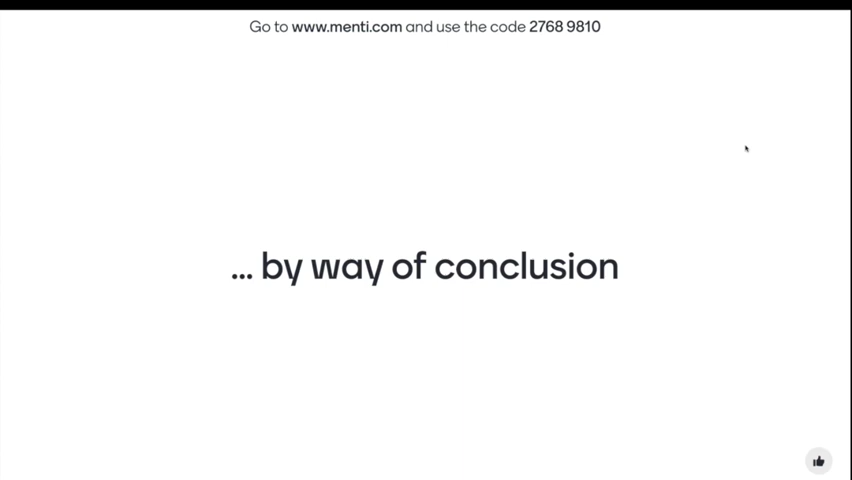 Go to www.menti.com and use the code 2768 9810
... by way of conclusion